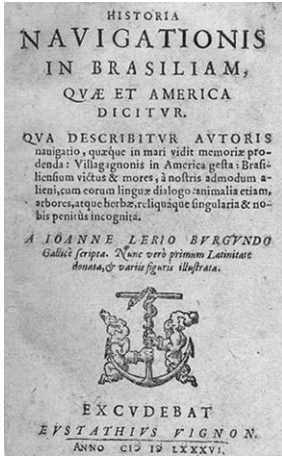 HISTORIA
NAVIGATIONIS
IN BRASILIAM,
QVÆ ET AMERICA
DICITVR.
QVA DESCRIBITVR AVTORIS
nauigatio, quæque in mari vidit memoriæ pro-
denda: Villagagnonis in America gesta: Brasi-
liensium victus & mores, à nostris admodum a-
lieni, cum eorum linguæ dialogo: animalia etiam,
arbores, atque herbæ, reliquáque singularia & no-
bis penitùs incognita.
A IOANNE LERIO BVRGVNDO
Gallicè scripta. Nunc verò primum Latinitate
donata, & variis figuris illustrata.
EXCVDEBAT
EVSTATHIVS VIGNON.
ANNO CIƆ IƆ LXXXVI.